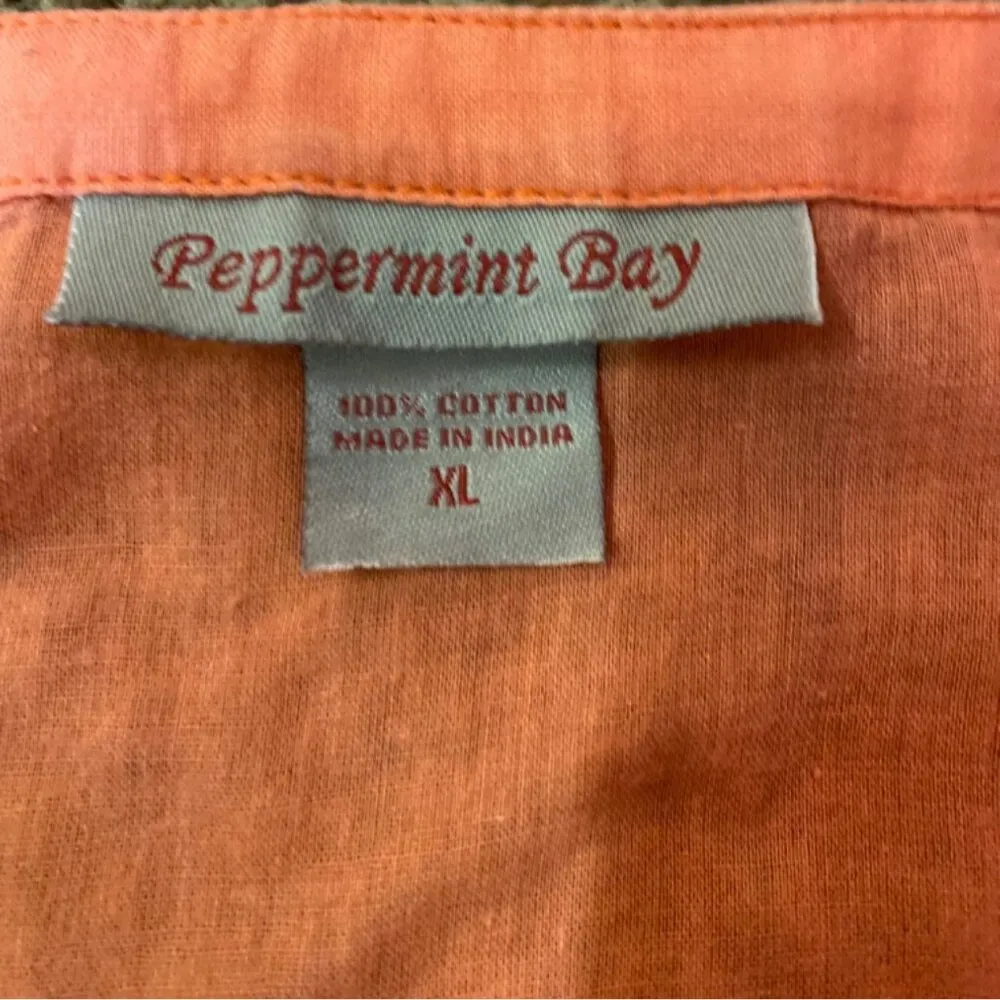 Peppermint Bay
100% COTTON
MADE IN INDIA
XL